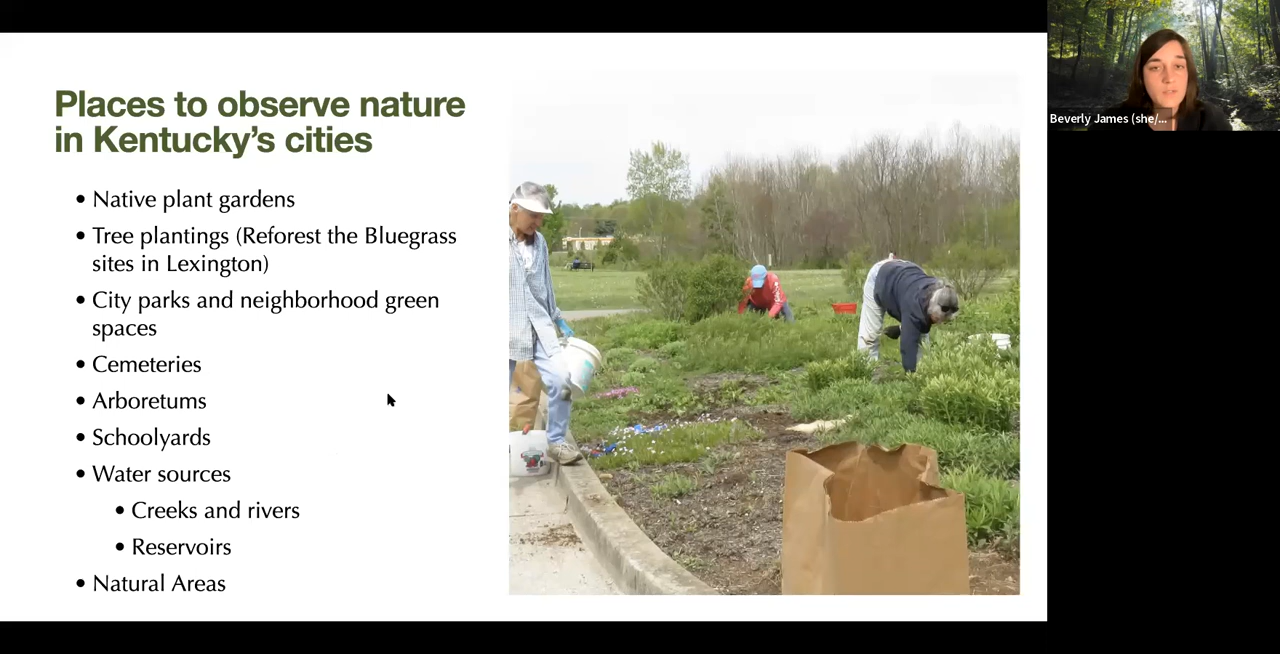 Places to observe nature
in Kentucky’s cities
• Native plant gardens
• Tree plantings (Reforest the Bluegrass
sites in Lexington)
• City parks and neighborhood green
spaces
• Cemeteries
• Arboretums
• Schoolyards
• Water sources
• Creeks and rivers
• Reservoirs
• Natural Areas
Beverly James (she/...